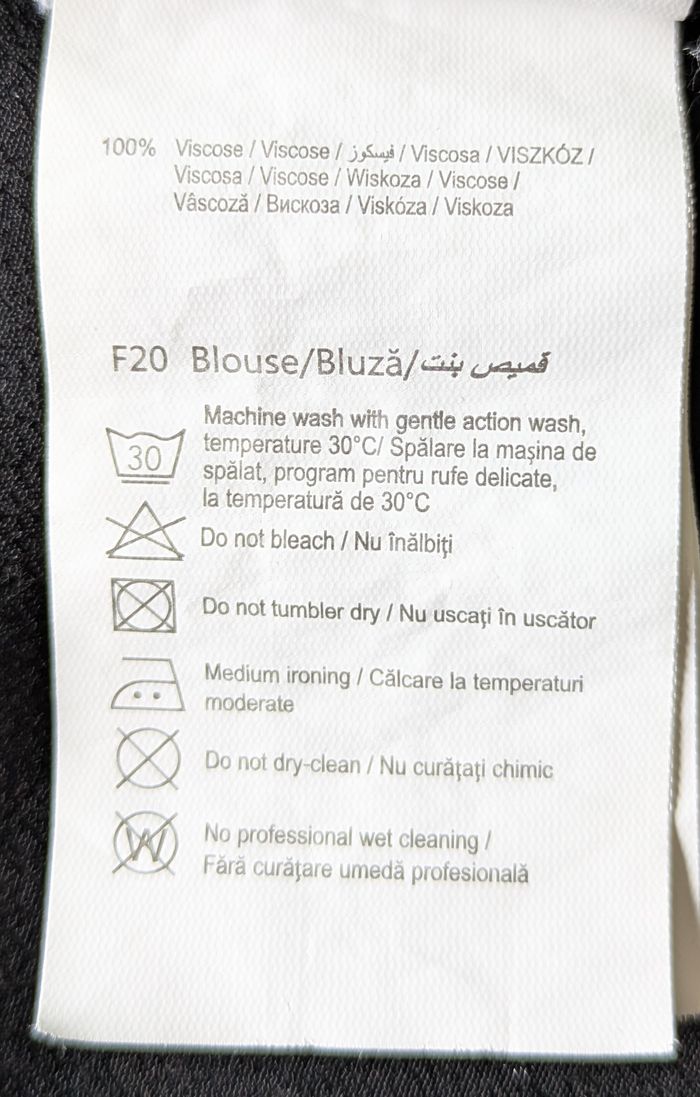 100% Viscose / Viscose / فيسكوز / Viscosa / VISZKÓZ /
Viscosa / Viscose / Wiskoza / Viscose /
Vâscoză / Вискоза / Viskóza / Viskoza
F20 Blouse/Bluză/قميص بنت
Machine wash with gentle action wash,
30 temperature 30°C/ Spălare la mașina de
spălat, program pentru rufe delicate,
la temperatură de 30°C
Do not bleach / Nu înălbiți
Do not tumbler dry / Nu uscați în uscător
Medium ironing / Călcare la temperaturi
moderate
Do not dry-clean / Nu curățați chimic
W No professional wet cleaning /
Fără curățare umedă profesională